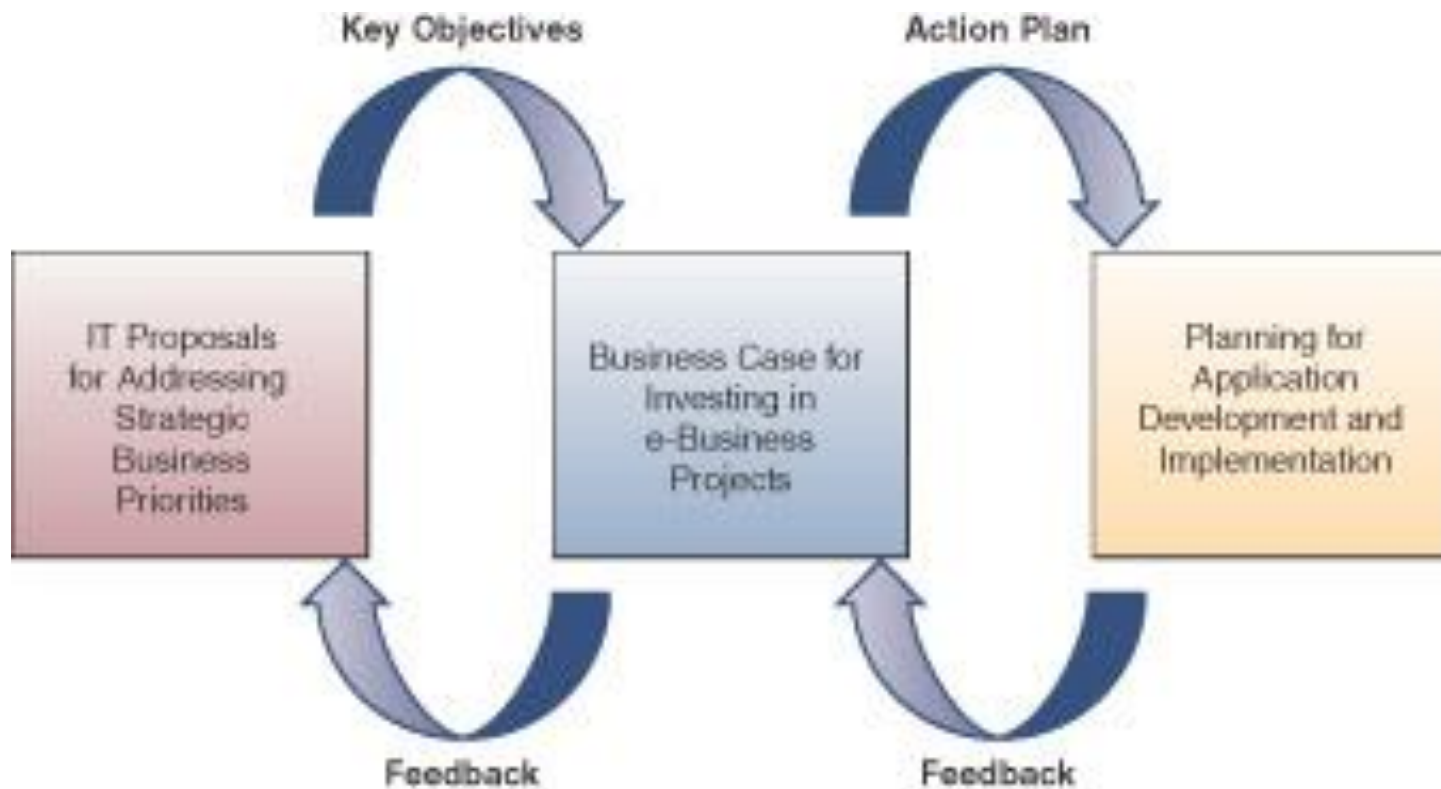 Key Objectives
Action Plan
IT Proposals
for Addressing
Strategic
Business
Priorities
Business Case for
Investing in
e-Business
Projects
Planning for
Application
Development and
Implementation
Feedback
Feedback